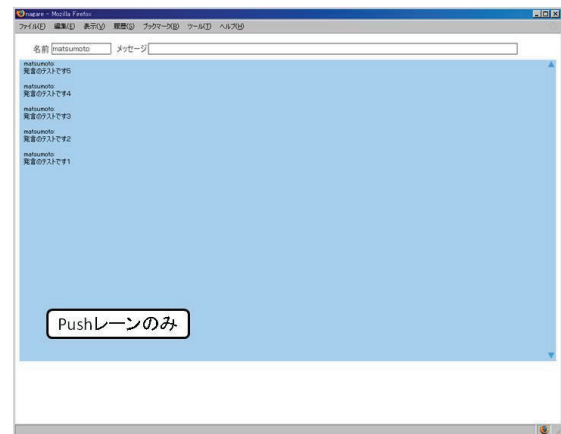 nagare - Mozilla Firefox
ファイル(F) 編集(E) 表示(V) 履歴(S) ブックマーク(B) ツール(T) ヘルプ(H)
名前 matsumoto メッセージ
matsumoto:
発言のテストです5
matsumoto:
発言のテストです4
matsumoto:
発言のテストです3
matsumoto:
発言のテストです2
matsumoto:
発言のテストです1
Pushレーンのみ